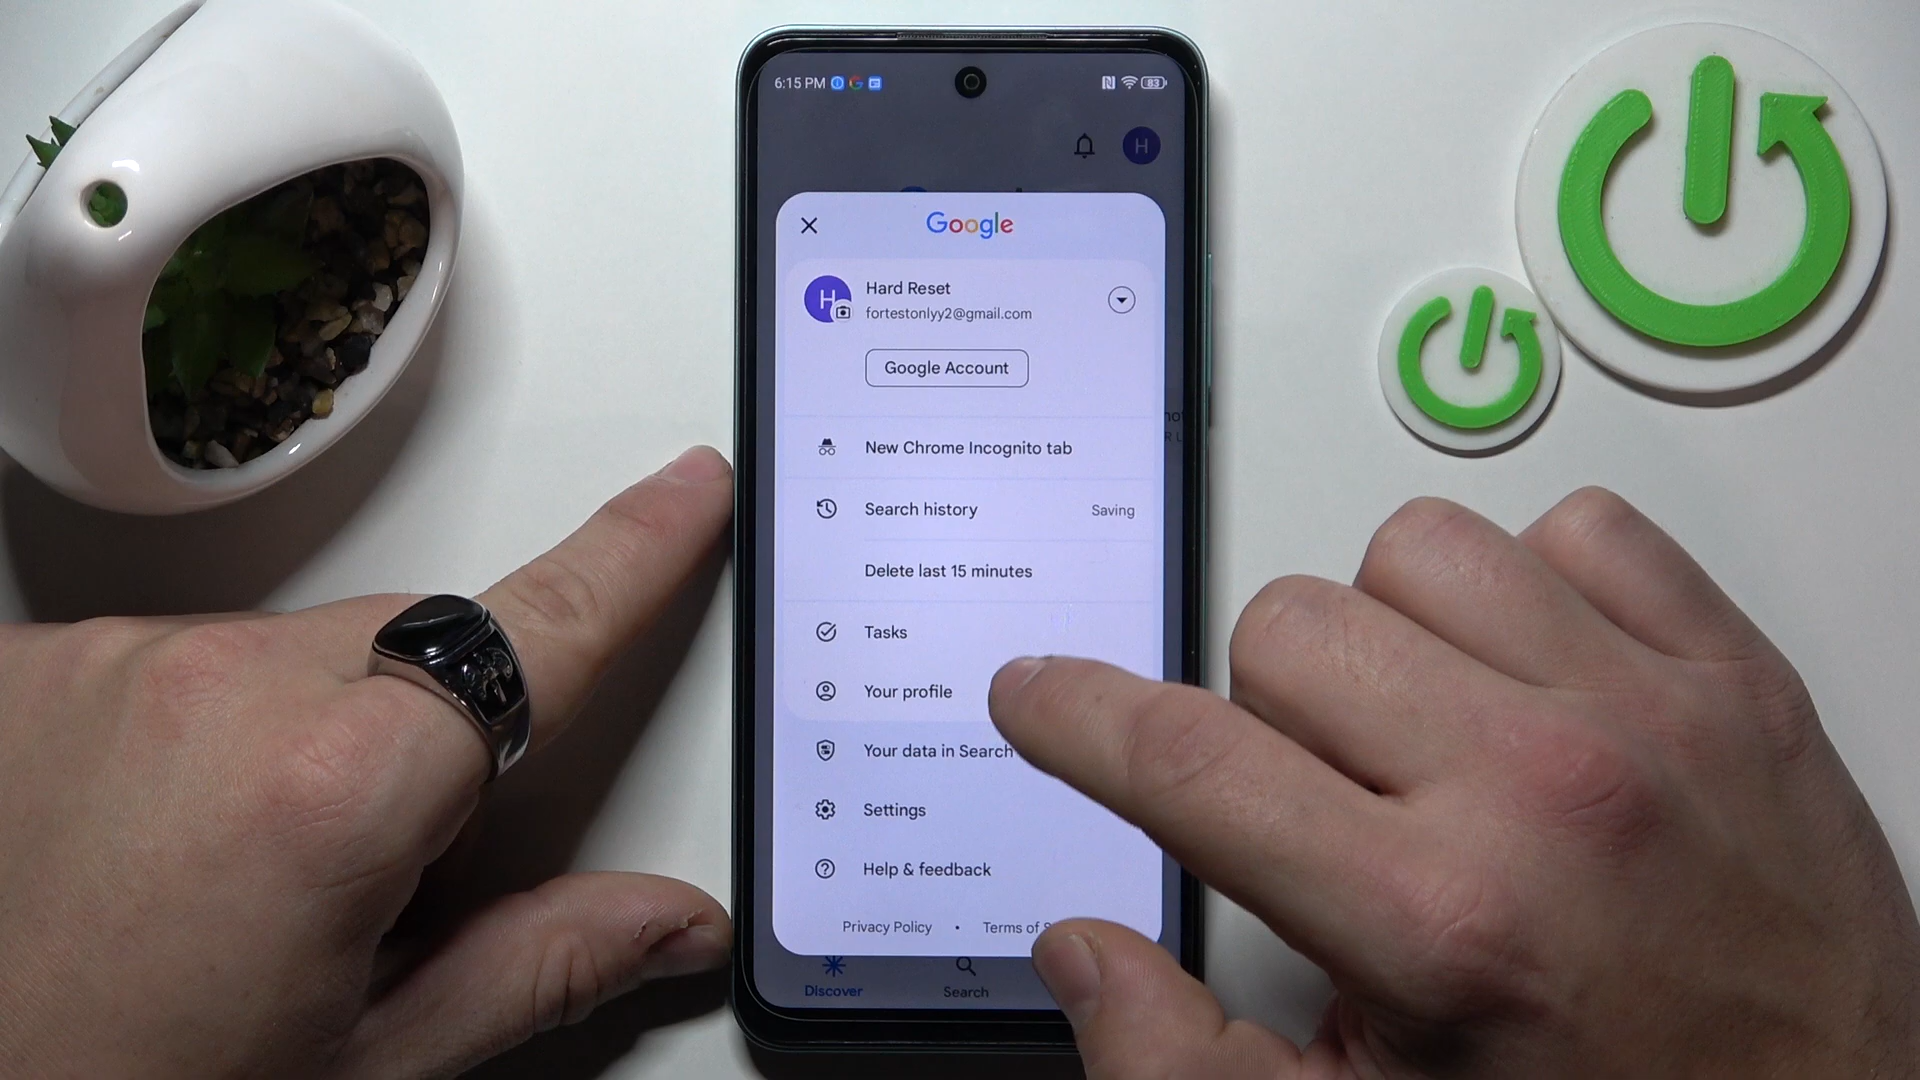 6:15 PM
83
H
Google
H
Hard Reset
fortestonlyy2@gmail.com
Google Account
New Chrome Incognito tab
Search history Saving
Delete last 15 minutes
Tasks
Your profile
Your data in Search
Settings
Help & feedback
Privacy Policy • Terms of
Discover
Search